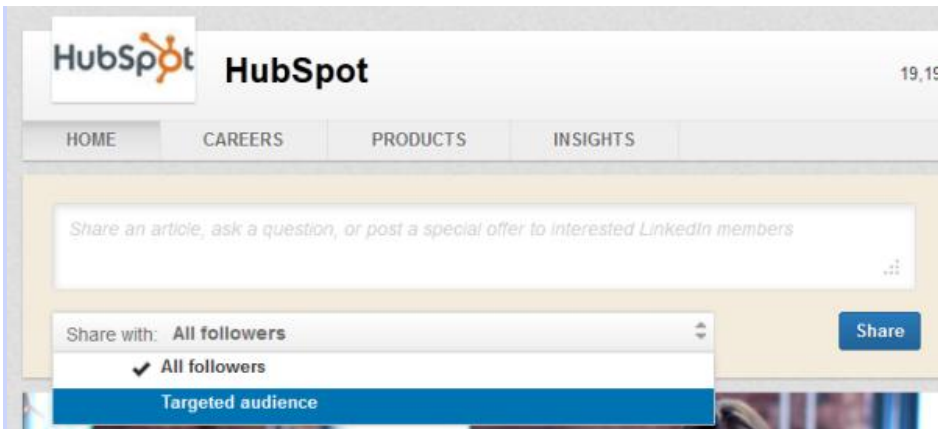 HubSpot
HubSpot
19,19
HOME CAREERS PRODUCTS INSIGHTS
Share an article, ask a question, or post a special offer to interested LinkedIn members
Share with: All followers
Share
All followers
Targeted audience